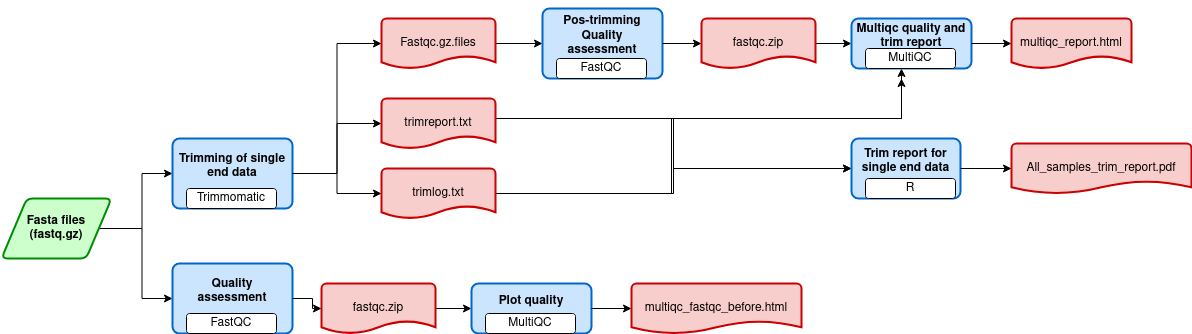 Fastqc.gz.files
Pos-trimming
Quality
assessment
FastQC
fastqc.zip
Multiqc quality and
trim report
MultiQC
multiqc_report.html
trimreport.txt
Trimming of single
end data
Trimmomatic
trimlog.txt
Trim report for
single end data
R
All_samples_trim_report.pdf
Fasta files
(fastq.gz)
Quality
assessment
FastQC
fastqc.zip
Plot quality
MultiQC
multiqc_fastqc_before.html